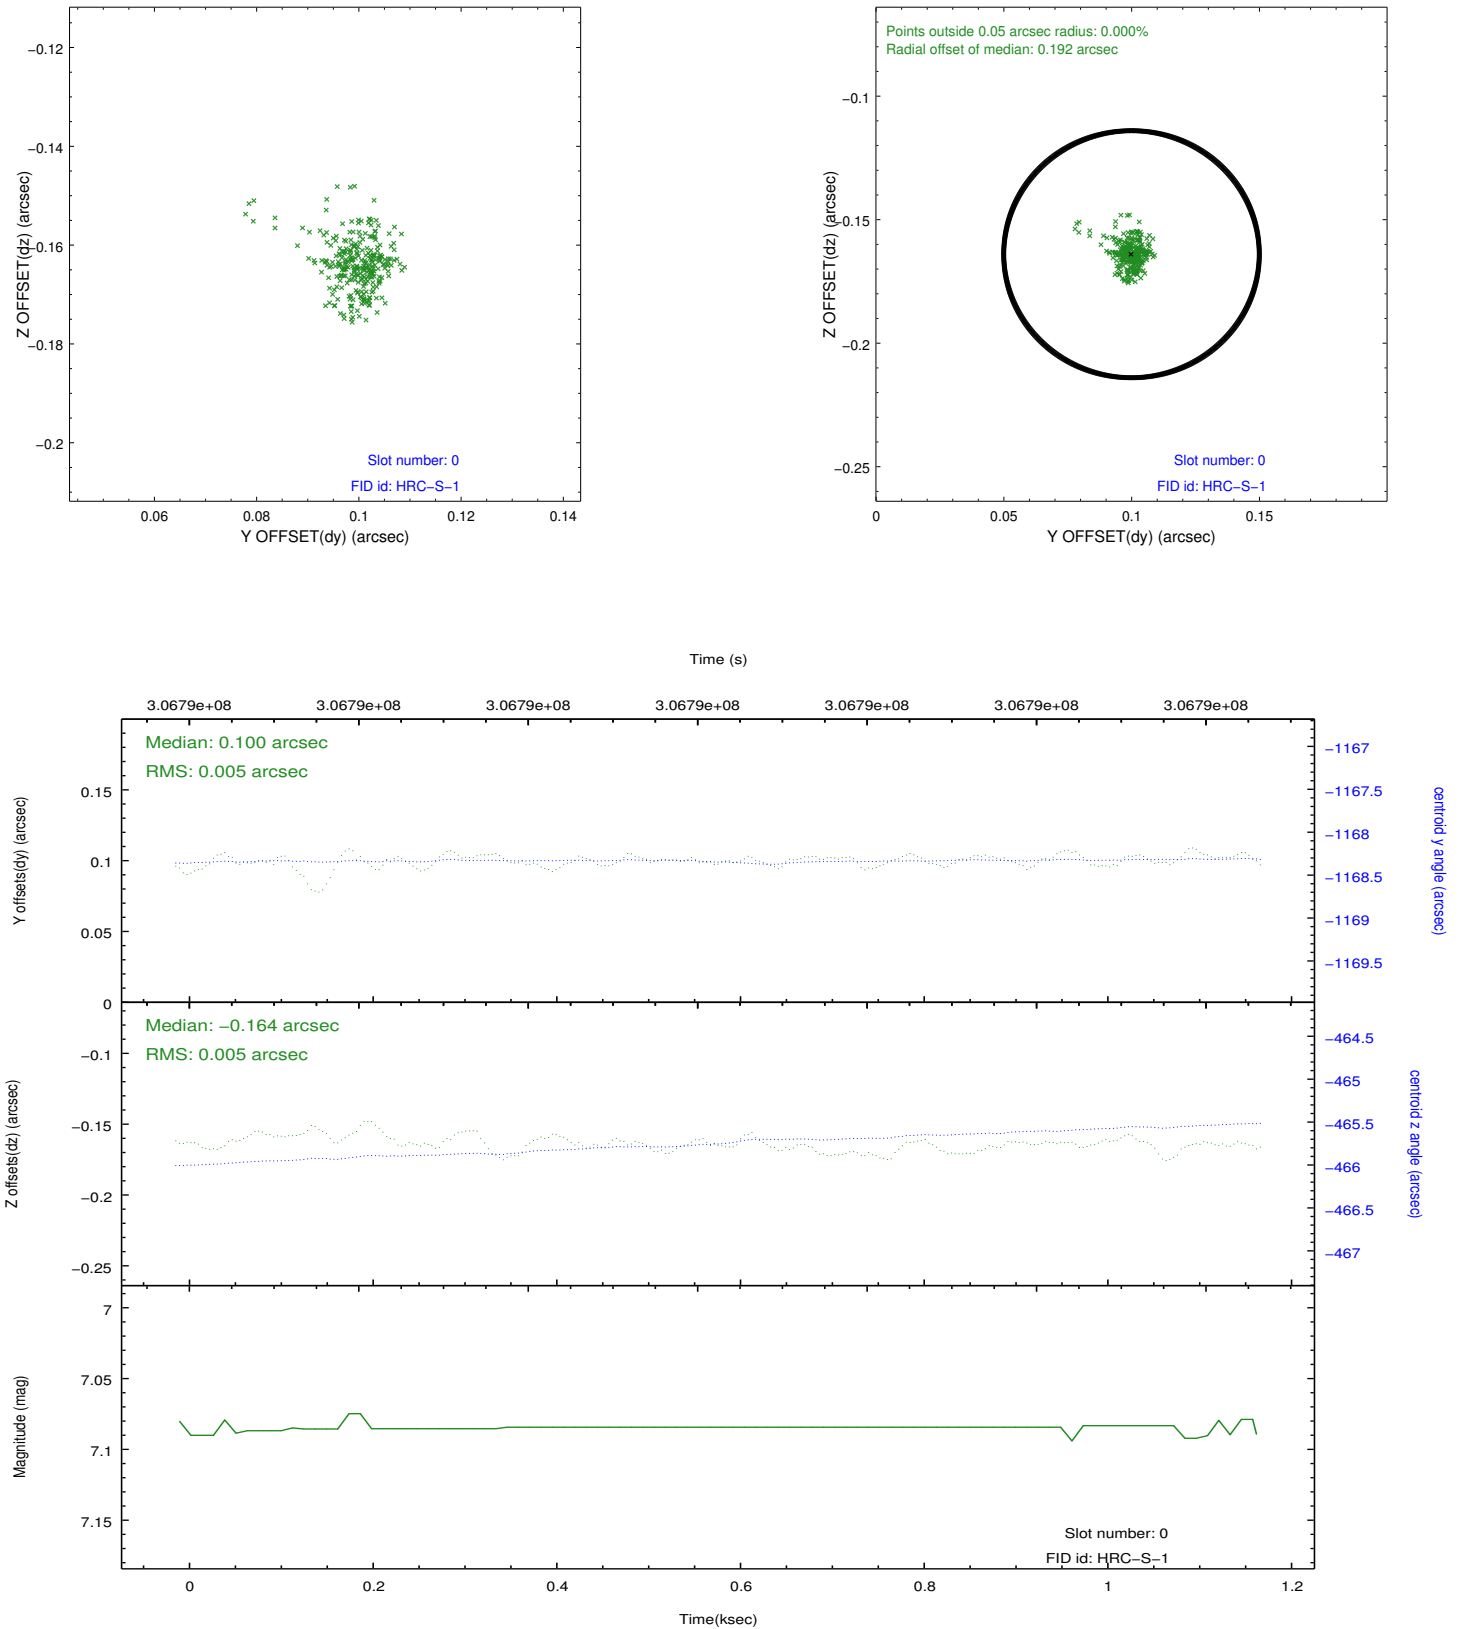 −0.12
−0.14
−0.16
−0.18
−0.2
Z OFFSET(dz) (arcsec)
Slot number: 0
FID id: HRC−S−1
0.06
0.08
0.1
0.12
0.14
Y OFFSET(dy) (arcsec)
Points outside 0.05 arcsec radius: 0.000%
Radial offset of median: 0.192 arcsec
−0.1
−0.15
−0.2
−0.25
Z OFFSET(dz) (arcsec)
Slot number: 0
FID id: HRC−S−1
0
0.05
0.1
0.15
Y OFFSET(dy) (arcsec)
Time (s)
3.0679e+08
3.0679e+08
3.0679e+08
3.0679e+08
3.0679e+08
3.0679e+08
3.0679e+08
Median: 0.100 arcsec
RMS: 0.005 arcsec
0.15
0.1
0.05
0
Y offsets(dy) (arcsec)
−1167
−1167.5
−1168
−1168.5
−1169
−1169.5
centroid y angle (arcsec)
Median: −0.164 arcsec
RMS: 0.005 arcsec
−0.1
−0.15
−0.2
−0.25
Z offsets(dz) (arcsec)
−464.5
−465
−465.5
−466
−466.5
−467
centroid z angle (arcsec)
7
7.05
7.1
7.15
Magnitude (mag)
Slot number: 0
FID id: HRC−S−1
0
0.2
0.4
0.6
0.8
1
1.2
Time(ksec)